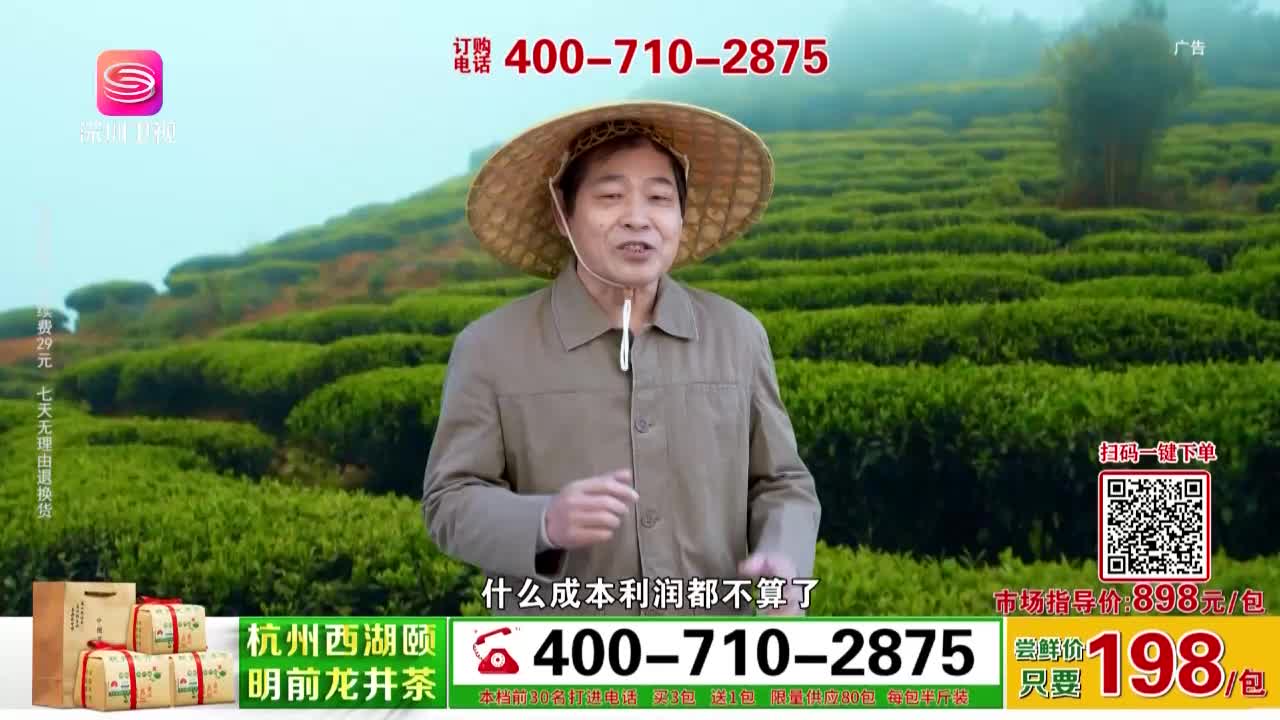 订购电话 400-710-2875
广告
深圳卫视
续费29元 七天无理由退换货
扫码一键下单
什么成本利润都不算了
市场指导价:898元/包
杭州西湖颐
明前龙井茶
400-710-2875
本档前30名打进电话 买3包 送1包 限量供应80包 每包半斤装
尝鲜价
只要
198/包